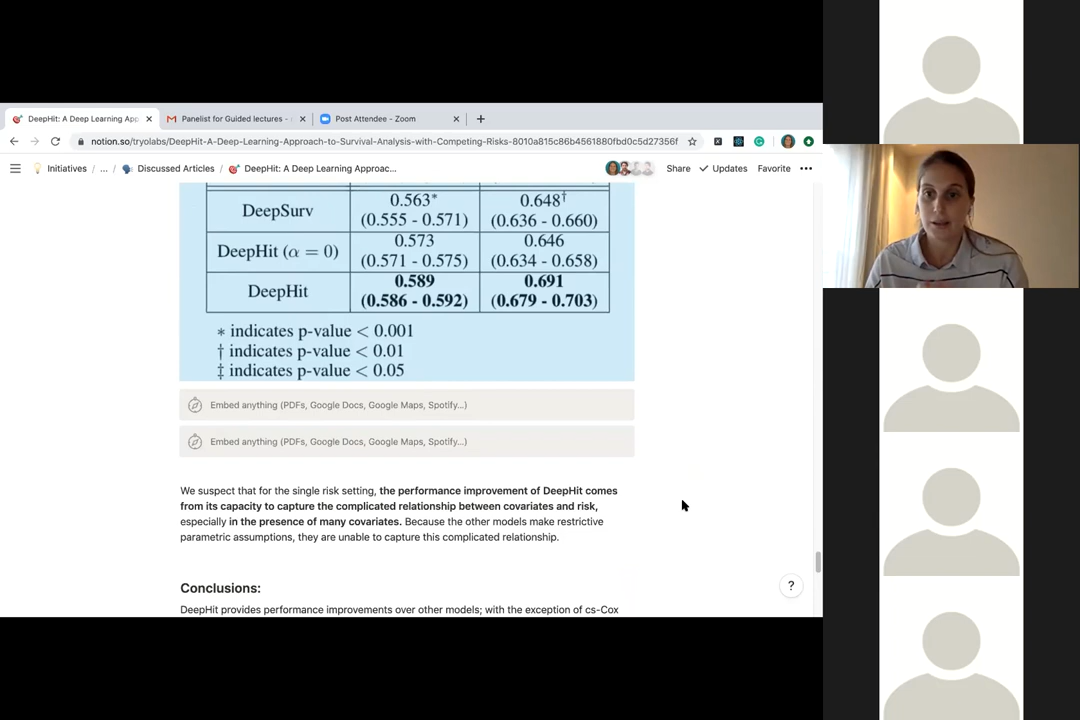 DeepHit: A Deep Learning App
Panelist for Guided lectures -
Post Attendee - Zoom
notion.so/tryolabs/DeepHit-A-Deep-Learning-Approach-to-Survival-Analysis-with-Competing-Risks-8010a815c86b4561880fbd0c5d27356f
Initiatives / ... / Discussed Articles / DeepHit: A Deep Learning Approac... Share Updates Favorite
DeepSurv 0.563* (0.555 - 0.571) 0.648† (0.636 - 0.660)
DeepHit (α = 0) 0.573 (0.571 - 0.575) 0.646 (0.634 - 0.658)
DeepHit 0.589 (0.586 - 0.592) 0.691 (0.679 - 0.703)
* indicates p-value < 0.001
† indicates p-value < 0.01
‡ indicates p-value < 0.05
Embed anything (PDFs, Google Docs, Google Maps, Spotify...)
Embed anything (PDFs, Google Docs, Google Maps, Spotify...)
We suspect that for the single risk setting, the performance improvement of DeepHit comes
from its capacity to capture the complicated relationship between covariates and risk,
especially in the presence of many covariates. Because the other models make restrictive
parametric assumptions, they are unable to capture this complicated relationship.
Conclusions:
DeepHit provides performance improvements over other models; with the exception of cs-Cox
?